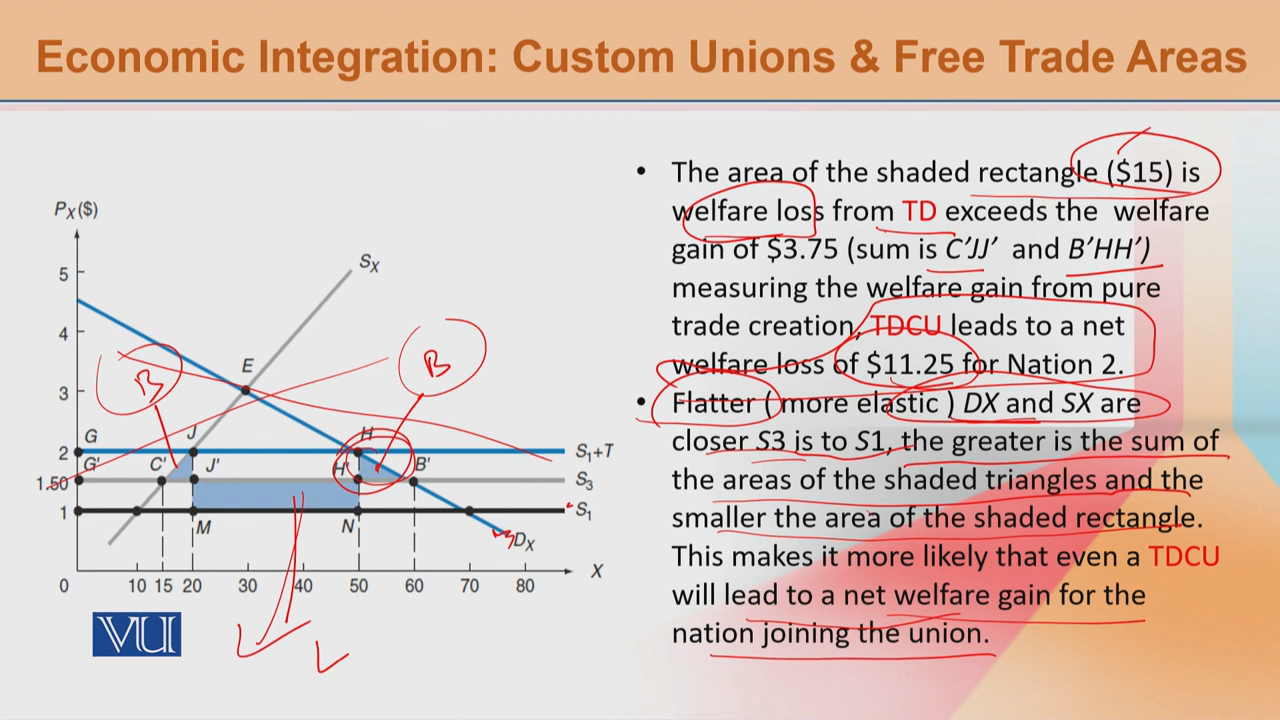 Economic Integration: Custom Unions & Free Trade Areas
• The area of the shaded rectangle ($15) is
welfare loss from TD exceeds the welfare
gain of $3.75 (sum is C’JJ’ and B’HH’)
measuring the welfare gain from pure
trade creation, TDCU leads to a net
welfare loss of $11.25 for Nation 2.
• Flatter ( more elastic ) DX and SX are
closer S3 is to S1, the greater is the sum of
the areas of the shaded triangles and the
smaller the area of the shaded rectangle.
This makes it more likely that even a TDCU
will lead to a net welfare gain for the
nation joining the union.
PX($)
5
SX
4
B
B
E
3
G
J
H
2
S1+T
G'
C'
J'
H'
B'
1.50
S3
1
S1
M
N
DX
X
0
10
15
20
30
40
50
60
70
80
L
VU